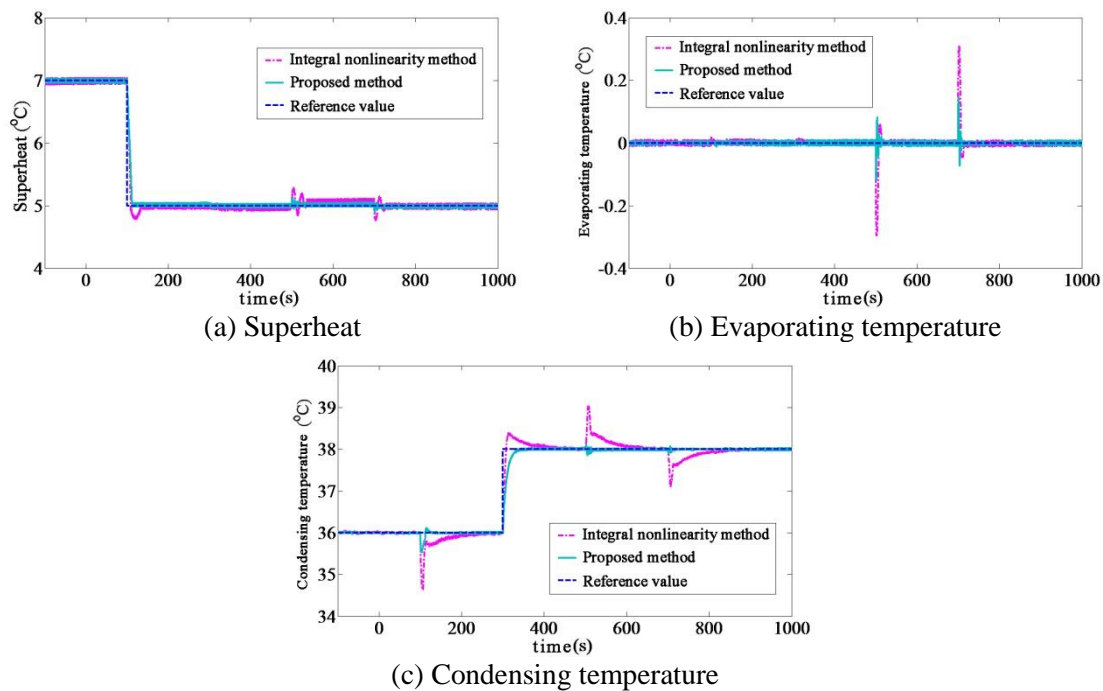 8
7
6
5
4
Superheat (°C)
Integral nonlinearity method
Proposed method
Reference value
0 200 400 600 800 1000
time(s)
(a) Superheat
0.4
0.2
0
-0.2
-0.4
Evaporating temperature (°C)
Integral nonlinearity method
Proposed method
Reference value
0 200 400 600 800 1000
time(s)
(b) Evaporating temperature
40
39
38
37
36
35
34
Condensing temperature (°C)
Integral nonlinearity method
Proposed method
Reference value
0 200 400 600 800 1000
time(s)
(c) Condensing temperature